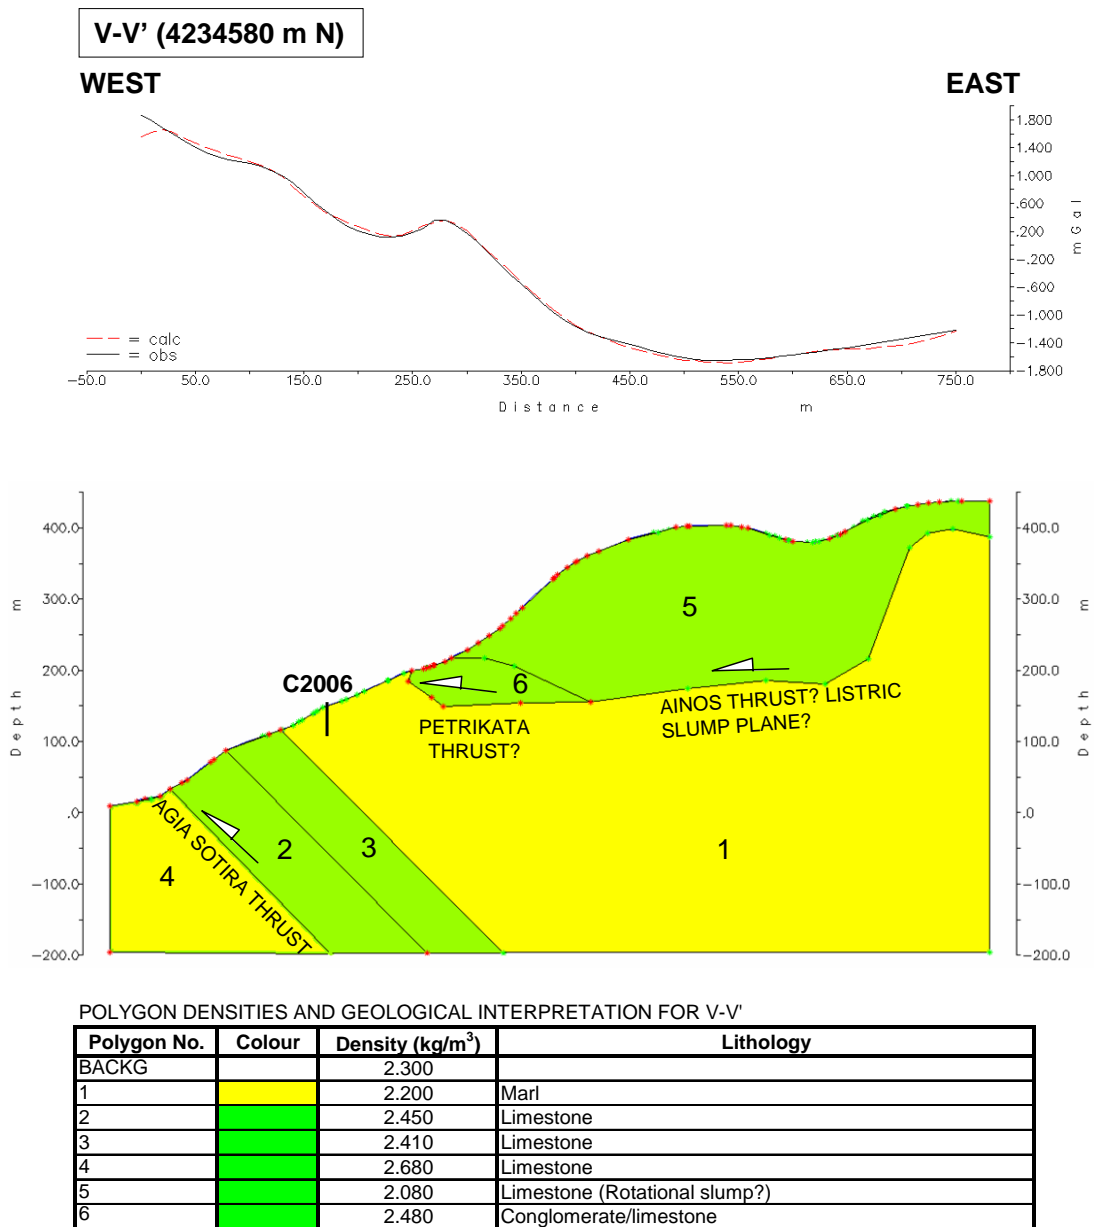 V-V’ (4234580 m N)
WEST
EAST
1.800
1.400
1.000
.600
.200
−.200
−.600
−1.000
−1.400
−1.800
mGal
= calc
= obs
−50.0 50.0 150.0 250.0 350.0 450.0 550.0 650.0 750.0
Distance m
400.0 400.0
300.0 300.0
m m
5
200.0 200.0
C2006
6
AINOS THRUST? LISTRIC
SLUMP PLANE?
PETRIKATA
THRUST?
Depth Depth
100.0 100.0
.0 .0
AGIA SOTIRA THRUST
2 3 1
4
−100.0 −100.0
−200.0 −200.0
POLYGON DENSITIES AND GEOLOGICAL INTERPRETATION FOR V-V'
Polygon No. Colour Density (kg/m³) Lithology
BACKG 2.300
1 2.200 Marl
2 2.450 Limestone
3 2.410 Limestone
4 2.680 Limestone
5 2.080 Limestone (Rotational slump?)
6 2.480 Conglomerate/limestone